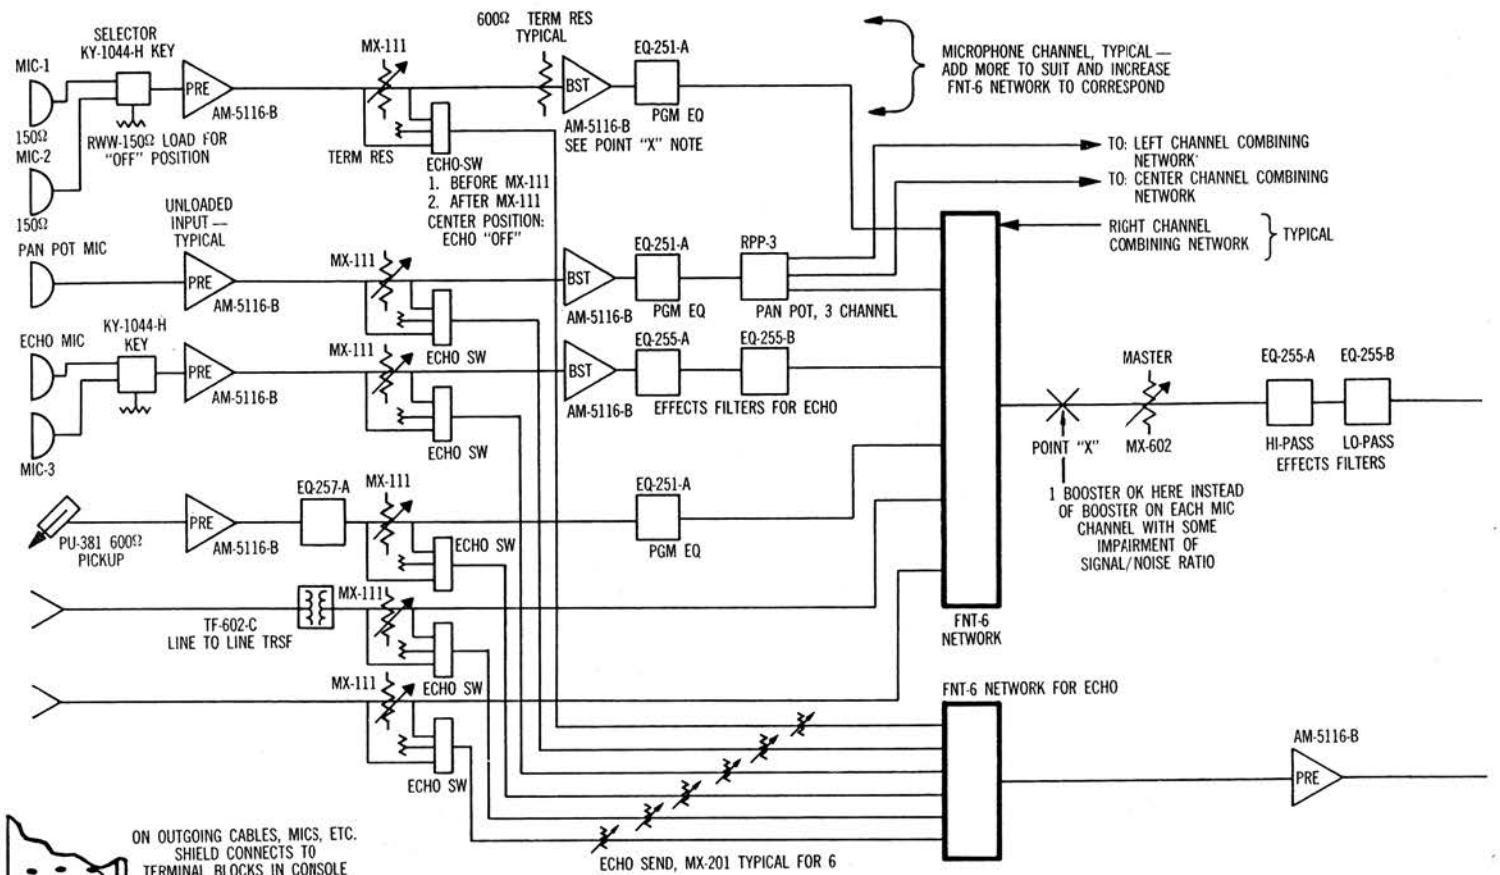 SELECTOR
KY-1044-H KEY
MIC-1
150Ω
MIC-2
150Ω
RWW-150Ω LOAD FOR
"OFF" POSITION
PRE
AM-5116-B
MX-111
TERM RES
ECHO-SW
1. BEFORE MX-111
2. AFTER MX-111
CENTER POSITION:
ECHO "OFF"
600Ω TERM RES
TYPICAL
BST
AM-5116-B
SEE POINT "X" NOTE
EQ-251-A
PGM EQ
MICROPHONE CHANNEL, TYPICAL —
ADD MORE TO SUIT AND INCREASE
FNT-6 NETWORK TO CORRESPOND
TO: LEFT CHANNEL COMBINING
NETWORK
TO: CENTER CHANNEL COMBINING
NETWORK
RIGHT CHANNEL
COMBINING NETWORK
TYPICAL
PAN POT MIC
UNLOADED
INPUT —
TYPICAL
PRE
AM-5116-B
MX-111
ECHO SW
BST
AM-5116-B
EQ-251-A
PGM EQ
RPP-3
PAN POT, 3 CHANNEL
ECHO MIC
MIC-3
KY-1044-H
KEY
PRE
AM-5116-B
MX-111
ECHO SW
BST
AM-5116-B
EQ-255-A
EQ-255-B
EFFECTS FILTERS FOR ECHO
POINT "X"
MASTER
MX-602
EQ-255-A
EQ-255-B
HI-PASS
LO-PASS
EFFECTS FILTERS
1 BOOSTER OK HERE INSTEAD
OF BOOSTER ON EACH MIC
CHANNEL WITH SOME
IMPAIRMENT OF
SIGNAL/NOISE RATIO
PU-381 600Ω
PICKUP
PRE
AM-5116-B
EQ-257-A
MX-111
ECHO SW
EQ-251-A
PGM EQ
TF-602-C
LINE TO LINE TRSF
MX-111
ECHO SW
FNT-6
NETWORK
MX-111
ECHO SW
FNT-6 NETWORK FOR ECHO
AM-5116-B
PRE
ECHO SEND, MX-201 TYPICAL FOR 6
ON OUTGOING CABLES, MICS, ETC.
SHIELD CONNECTS TO
TERMINAL BLOCKS IN CONSOLE